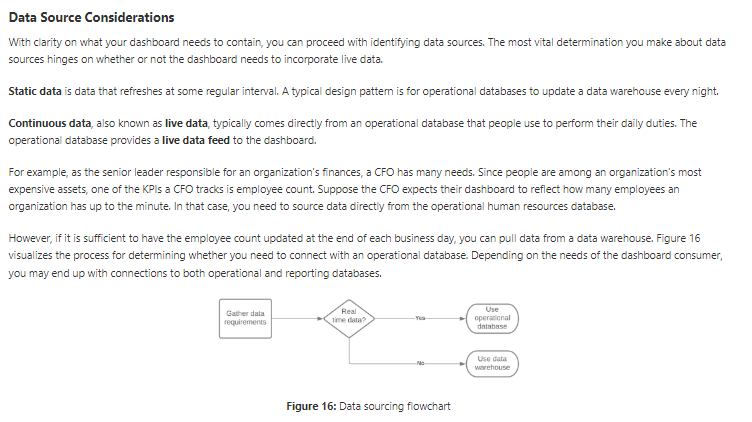 Data Source Considerations
With clarity on what your dashboard needs to contain, you can proceed with identifying data sources. The most vital determination you make about data
sources hinges on whether or not the dashboard needs to incorporate live data.
Static data is data that refreshes at some regular interval. A typical design pattern is for operational databases to update a data warehouse every night.
Continuous data, also known as live data, typically comes directly from an operational database that people use to perform their daily duties. The
operational database provides a live data feed to the dashboard.
For example, as the senior leader responsible for an organization's finances, a CFO has many needs. Since people are among an organization's most
expensive assets, one of the KPIs a CFO tracks is employee count. Suppose the CFO expects their dashboard to reflect how many employees an
organization has up to the minute. In that case, you need to source data directly from the operational human resources database.
However, if it is sufficient to have the employee count updated at the end of each business day, you can pull data from a data warehouse. Figure 16
visualizes the process for determining whether you need to connect with an operational database. Depending on the needs of the dashboard consumer,
you may end up with connections to both operational and reporting databases.
Gather data
requirements
Real
time data?
Yes
Use
operational
database
No
Use data
warehouse
Figure 16: Data sourcing flowchart